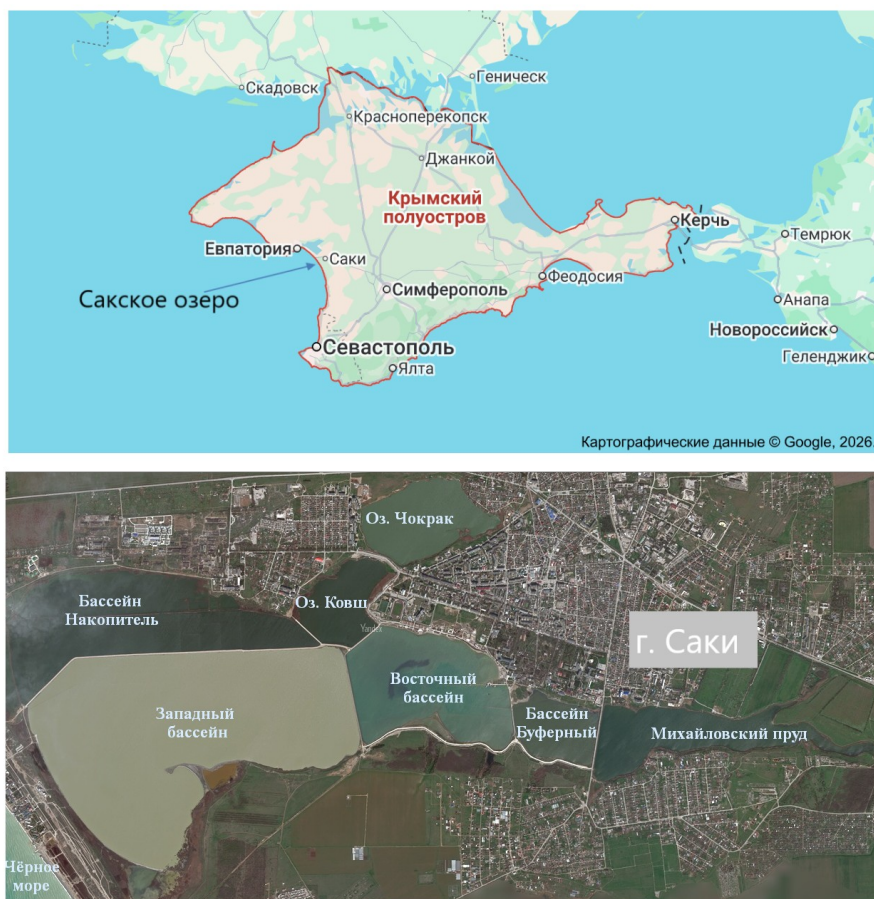 Скадовск
Геническ
Красноперекопск
Джанкой
Крымский
полуостров
Керчь
Темрюк
Евпатория
Саки
Сакское озеро
Симферополь
Феодосия
Анапа
Новороссийск
Геленджик
Севастополь
Ялта
Картографические данные © Google, 2026.
Оз. Чокрак
Бассейн
Накопитель
Оз. Ковш
Yandex
г. Саки
Восточный
бассейн
Западный
бассейн
Бассейн
Буферный
Михайловский пруд
Чёрное
море